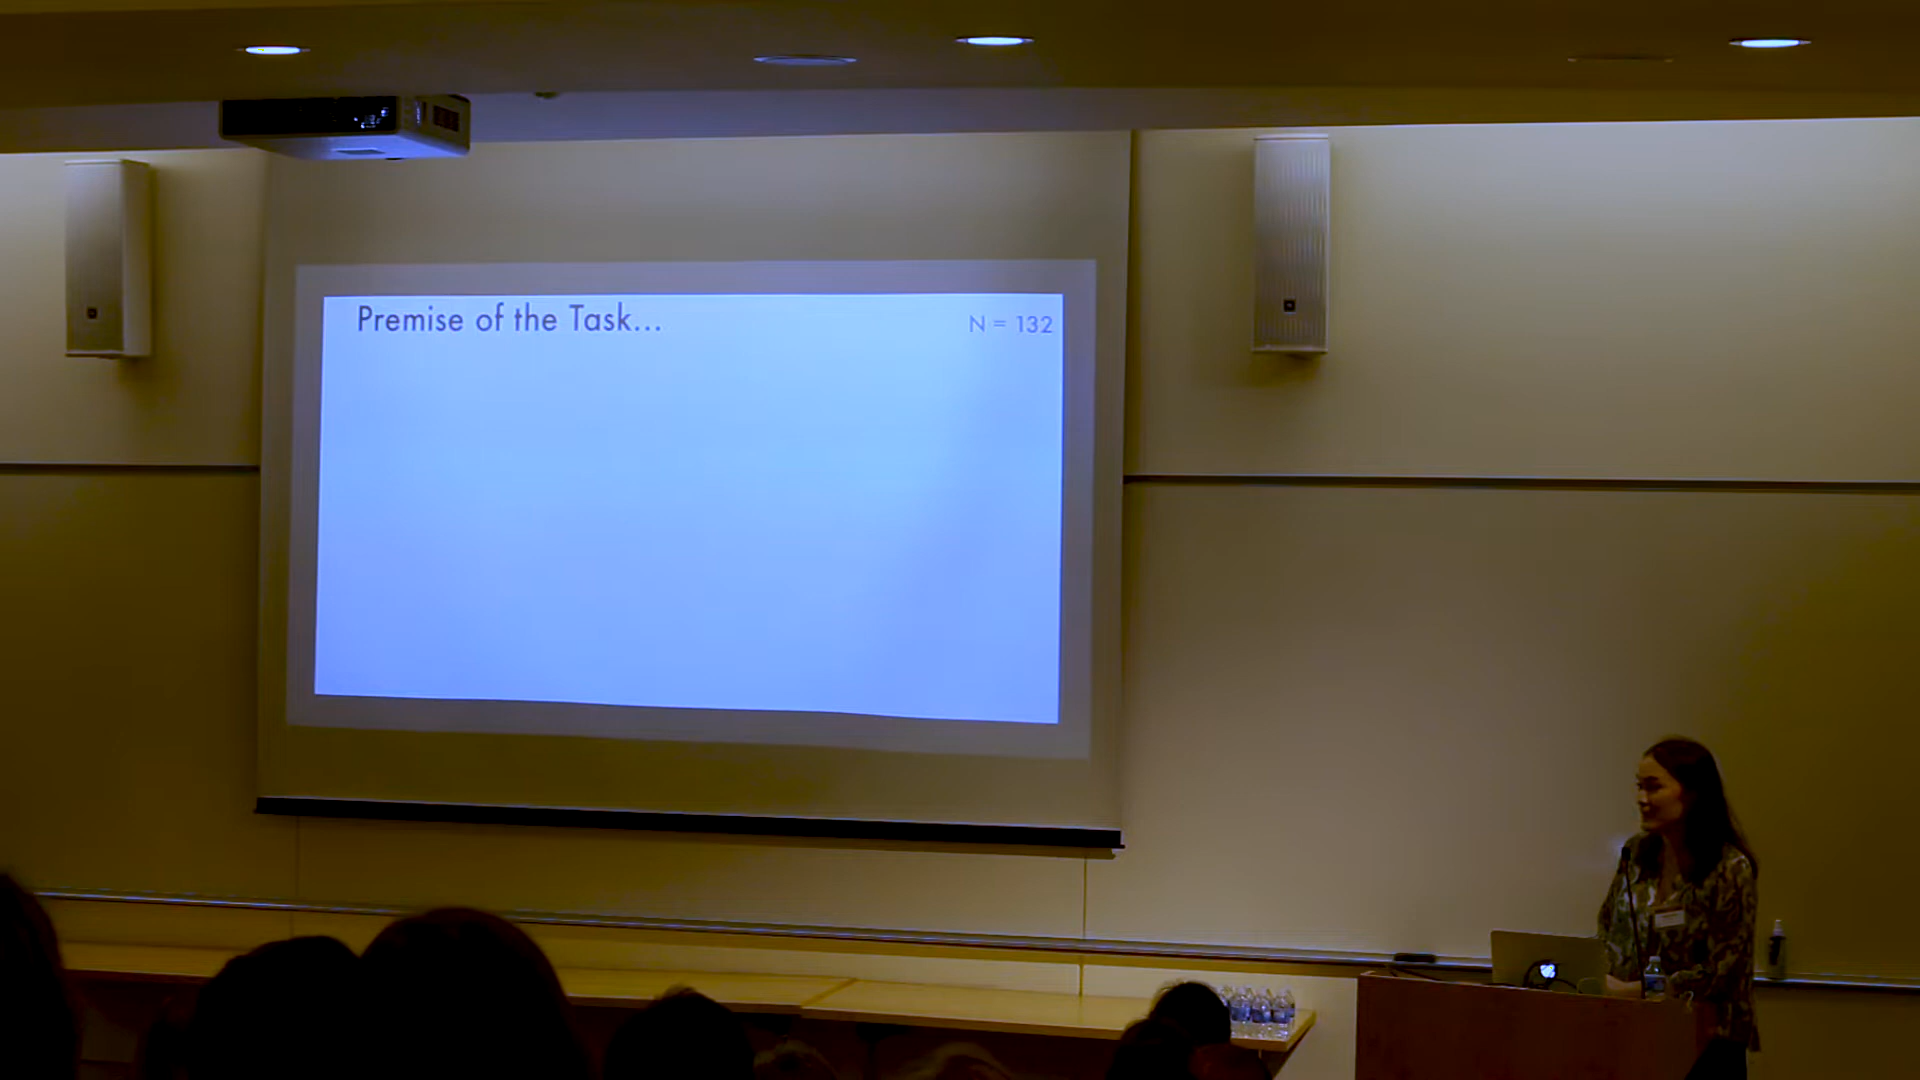 Premise of the Task...
N = 132